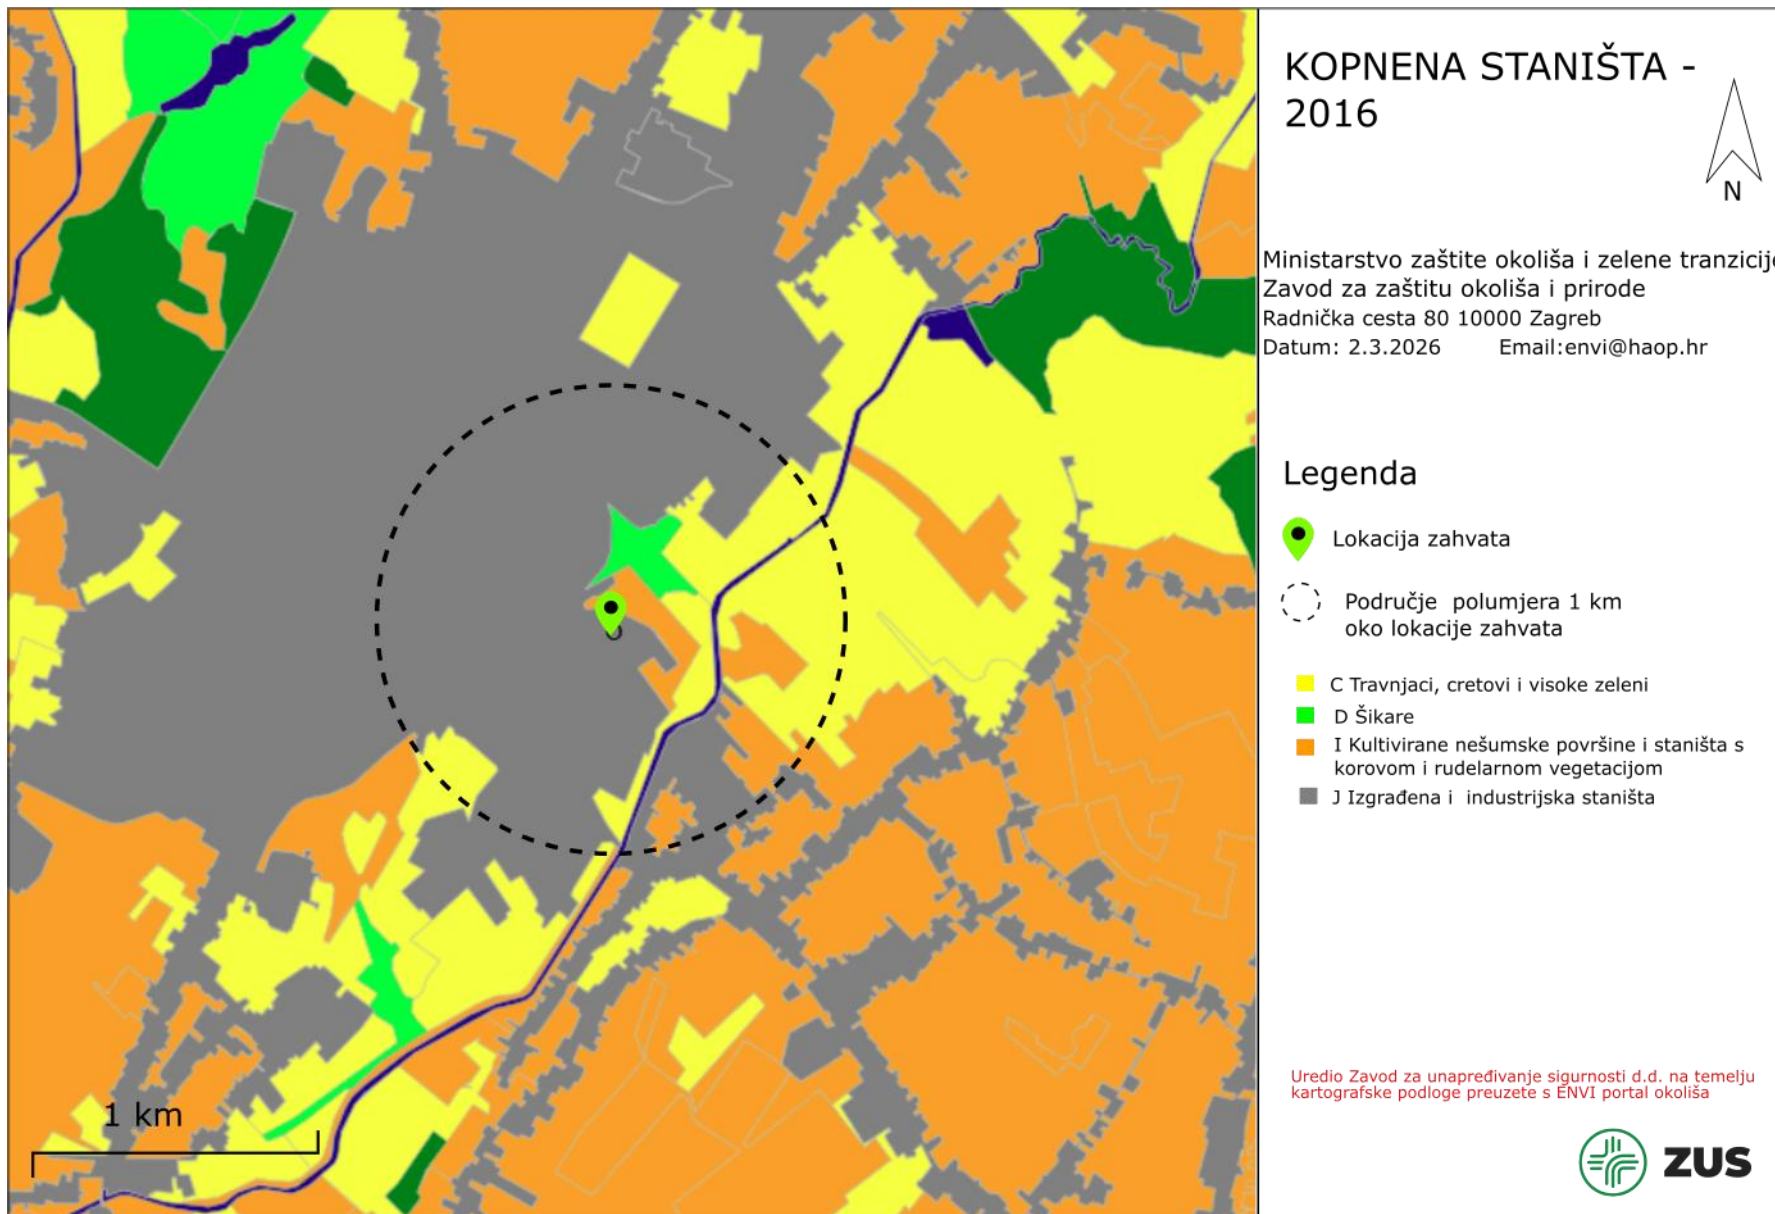 KOPNENA STANIŠTA -
2016
N
Ministarstvo zaštite okoliša i zelene tranzicije
Zavod za zaštitu okoliša i prirode
Radnička cesta 80 10000 Zagreb
Datum: 2.3.2026 Email:envi@haop.hr
Legenda
Lokacija zahvata
Područje polumjera 1 km
oko lokacije zahvata
C Travnjaci, cretovi i visoke zeleni
D Šikare
I Kultivirane nešumske površine i staništa s
korovom i rudelarnom vegetacijom
J Izgrađena i industrijska staništa
1 km
Uredio Zavod za unapređivanje sigurnosti d.d. na temelju
kartografske podloge preuzete s ENVI portal okoliša
ZUS